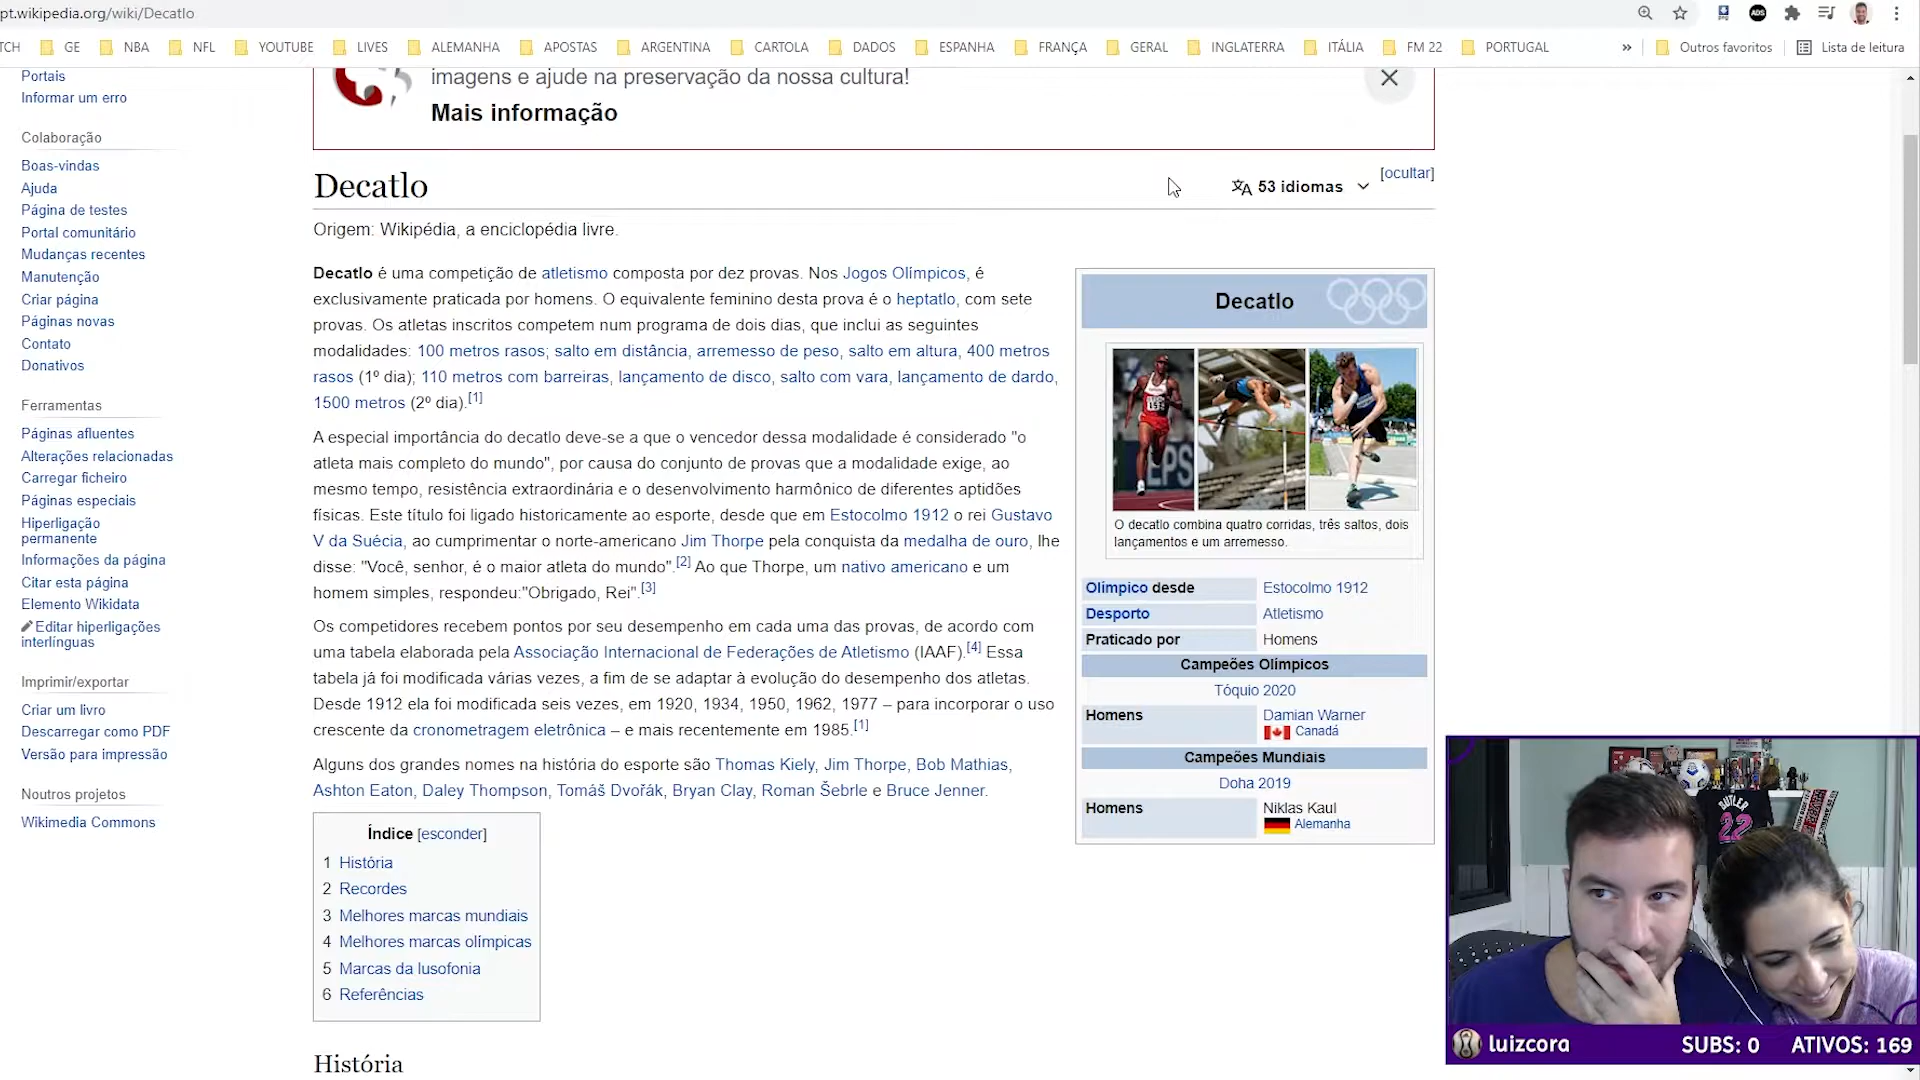 pt.wikipedia.org/wiki/Decatlo
TCH GE NBA NFL YOUTUBE LIVES ALEMANHA APOSTAS ARGENTINA CARTOLA DADOS ESPANHA FRANÇA GERAL INGLATERRA ITÁLIA FM 22 PORTUGAL » Outros favoritos Lista de leitura
Portais
Informar um erro
Colaboração
Boas-vindas
Ajuda
Página de testes
Portal comunitário
Mudanças recentes
Manutenção
Criar página
Páginas novas
Contato
Donativos
Ferramentas
Páginas afluentes
Alterações relacionadas
Carregar ficheiro
Páginas especiais
Hiperligação
permanente
Informações da página
Citar esta página
Elemento Wikidata
Editar hiperligações
interlínguas
Imprimir/exportar
Criar um livro
Descarregar como PDF
Versão para impressão
Noutros projetos
Wikimedia Commons
imagens e ajude na preservação da nossa cultura!
Mais informação
[ocultar]
Decatlo
53 idiomas
Origem: Wikipédia, a enciclopédia livre.
Decatlo é uma competição de atletismo composta por dez provas. Nos Jogos Olímpicos, é
exclusivamente praticada por homens. O equivalente feminino desta prova é o heptatlo, com sete
provas. Os atletas inscritos competem num programa de dois dias, que inclui as seguintes
modalidades: 100 metros rasos; salto em distância, arremesso de peso, salto em altura, 400 metros
rasos (1º dia); 110 metros com barreiras, lançamento de disco, salto com vara, lançamento de dardo,
1500 metros (2º dia).[1]
A especial importância do decatlo deve-se a que o vencedor dessa modalidade é considerado "o
atleta mais completo do mundo", por causa do conjunto de provas que a modalidade exige, ao
mesmo tempo, resistência extraordinária e o desenvolvimento harmônico de diferentes aptidões
físicas. Este título foi ligado historicamente ao esporte, desde que em Estocolmo 1912 o rei Gustavo
V da Suécia, ao cumprimentar o norte-americano Jim Thorpe pela conquista da medalha de ouro, lhe
disse: "Você, senhor, é o maior atleta do mundo".[2] Ao que Thorpe, um nativo americano e um
homem simples, respondeu:"Obrigado, Rei".[3]
Os competidores recebem pontos por seu desempenho em cada uma das provas, de acordo com
uma tabela elaborada pela Associação Internacional de Federações de Atletismo (IAAF).[4] Essa
tabela já foi modificada várias vezes, a fim de se adaptar à evolução do desempenho dos atletas.
Desde 1912 ela foi modificada seis vezes, em 1920, 1934, 1950, 1962, 1977 – para incorporar o uso
crescente da cronometragem eletrônica – e mais recentemente em 1985.[1]
Alguns dos grandes nomes na história do esporte são Thomas Kiely, Jim Thorpe, Bob Mathias,
Ashton Eaton, Daley Thompson, Tomáš Dvořák, Bryan Clay, Roman Šebrle e Bruce Jenner.
Índice [esconder]
1 História
2 Recordes
3 Melhores marcas mundiais
4 Melhores marcas olímpicas
5 Marcas da lusofonia
6 Referências
História
Decatlo
EPS
O decatlo combina quatro corridas, três saltos, dois
lançamentos e um arremesso.
Olímpico desde Estocolmo 1912
Desporto Atletismo
Praticado por Homens
Campeões Olímpicos
Tóquio 2020
Homens Damian Warner
Canadá
Campeões Mundiais
Doha 2019
Homens Niklas Kaul
Alemanha
BUTLER
22
luizcora SUBS: 0 ATIVOS: 169